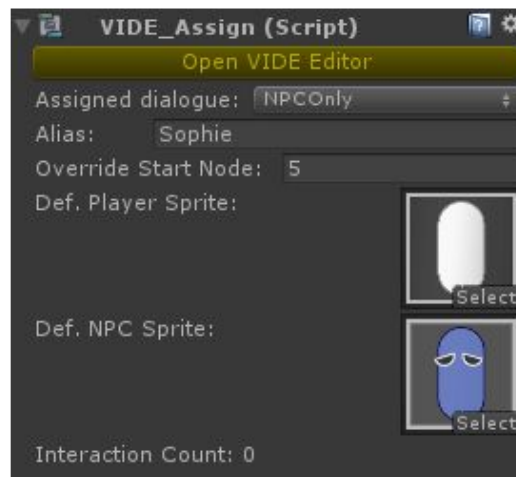 VIDE_Assign (Script)
Open VIDE Editor
Assigned dialogue: NPCOnly
Alias: Sophie
Override Start Node: 5
Def. Player Sprite:
Select
Def. NPC Sprite:
Select
Interaction Count: 0